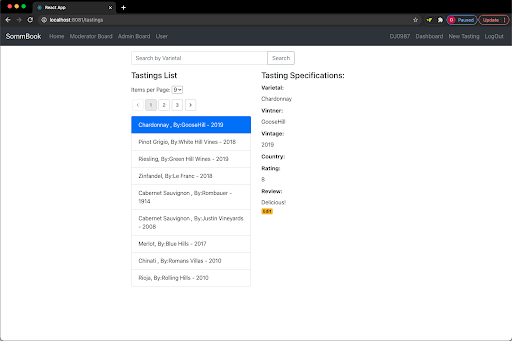 React App
localhost:8081/tastings
D Paused
Update
SommBook Home Moderator Board Admin Board User DJ0987 Dashboard New Tasting LogOut
Search by Varietal Search
Tastings List
Items per Page: 9
‹ 1 2 3 ›
Chardonnay , By:GooseHill - 2019
Pinot Grigio, By:White Hill Vines - 2018
Riesling, By:Green Hill Wines - 2019
Zinfandel, By:Le Franc - 2018
Cabernet Sauvignon , By:Rombauer -
1914
Cabernet Sauvignon , By:Justin Vineyards
- 2008
Merlot, By:Blue Hills - 2017
Chinati , By:Romans Villas - 2010
Rioja, By:Rolling Hills - 2010
Tasting Specifications:
Varietal:
Chardonnay
Vintner:
GooseHill
Vintage:
2019
Country:
Rating:
8
Review:
Delicious!
Edit